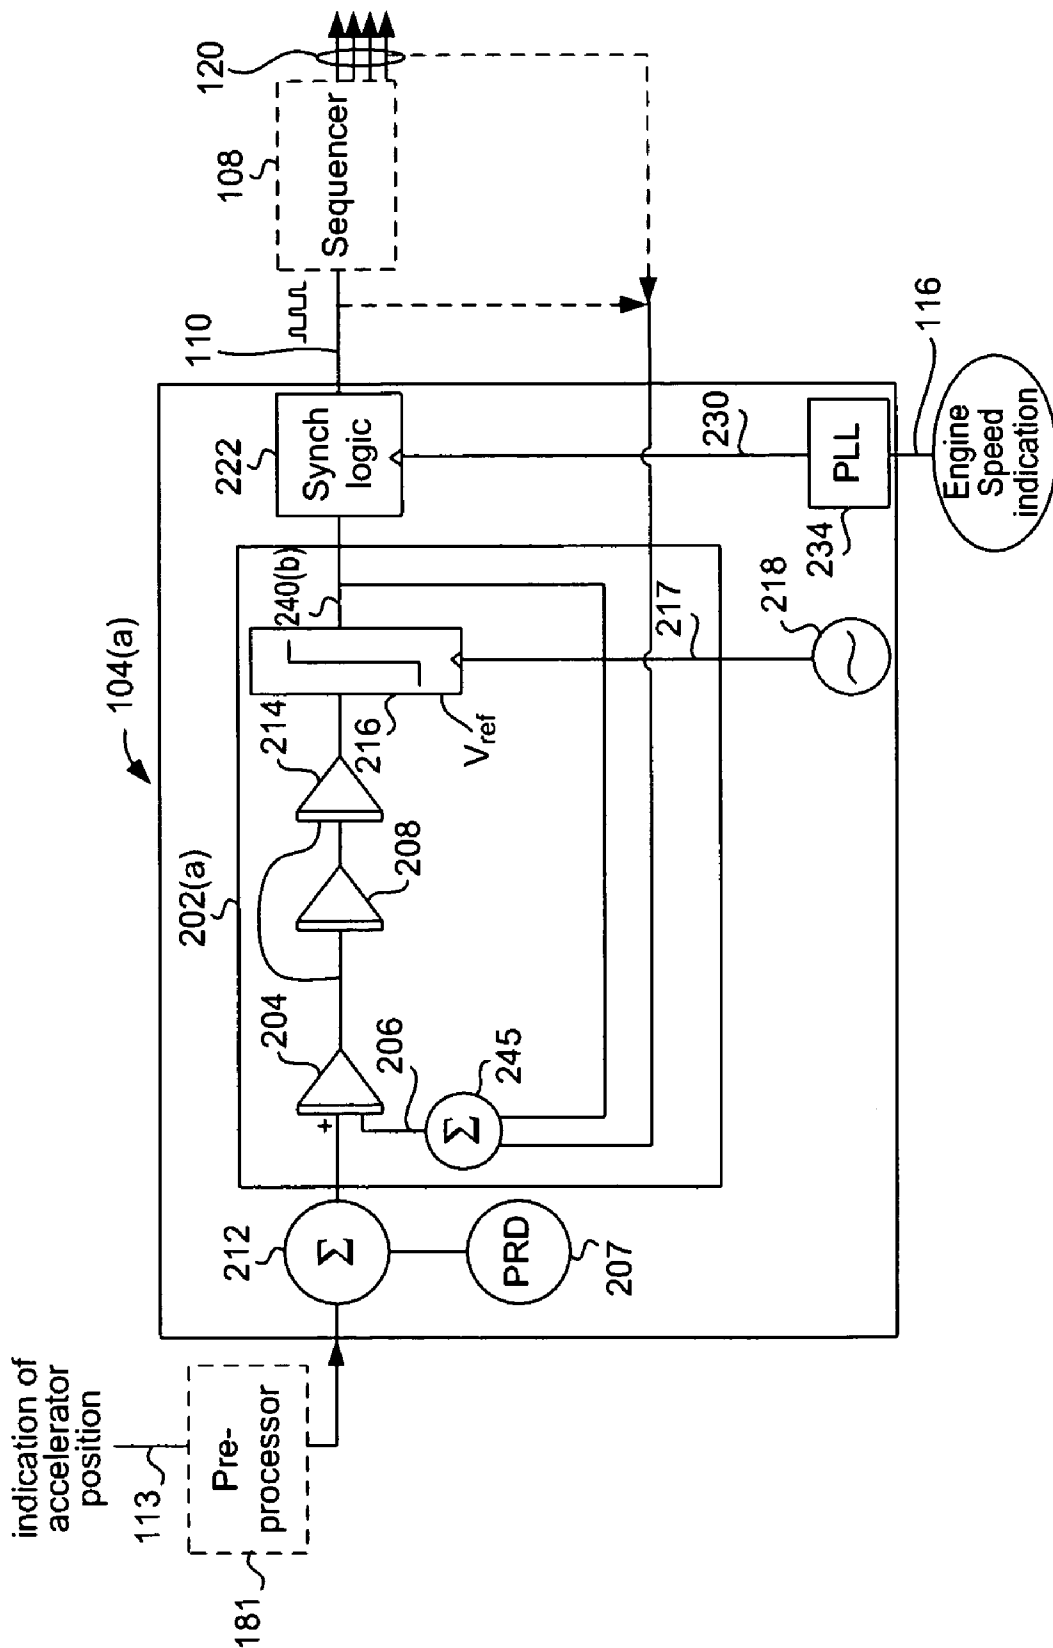 indication of
accelerator
position
113
Pre-
processor
181
104(a)
202(a)
212
Σ
PRD
207
+
204
206
Σ
245
208
214
216
Vref
240(b)
217
218
222
Synch
logic
110
230
PLL
234
116
Engine
Speed
indication
108
Sequencer
120